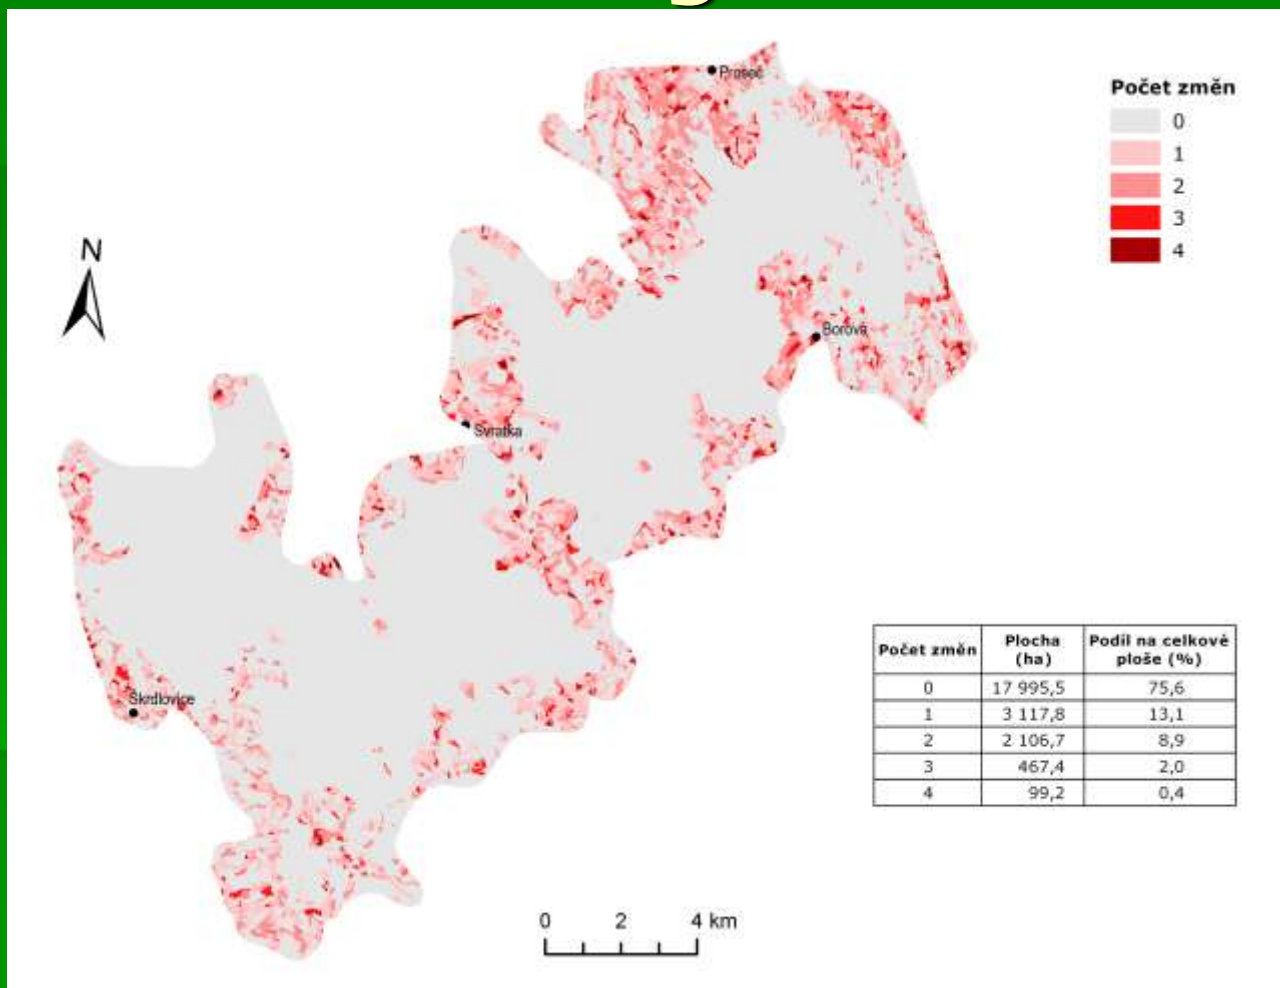 Proseč
Počet změn
0
1
2
3
4
N
Borová
Svratka
Škrdlovice
Počet změn Plocha (ha) Podíl na celkové ploše (%)
0 17 995,5 75,6
1 3 117,8 13,1
2 2 106,7 8,9
3 467,4 2,0
4 99,2 0,4
0 2 4 km